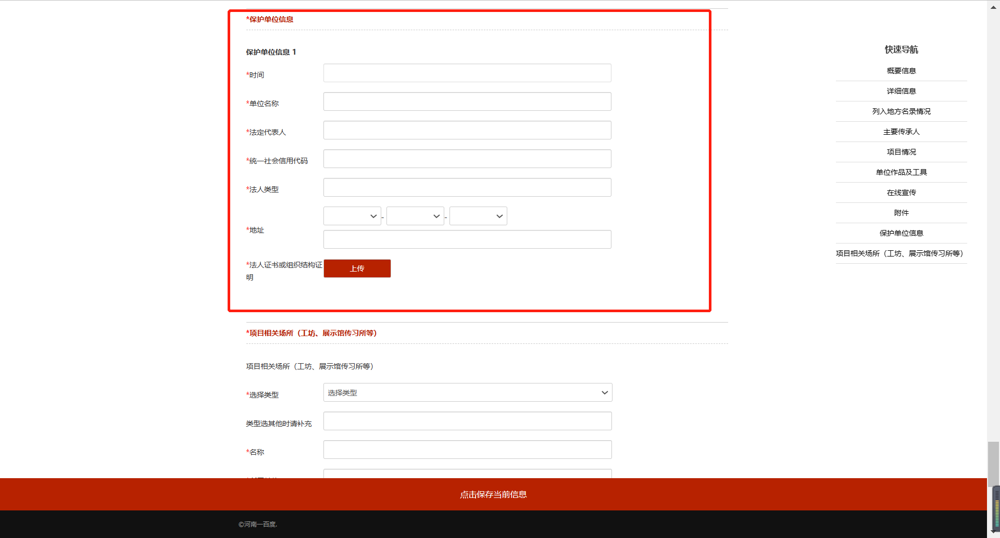 *保护单位信息
保护单位信息 1
*时间
*单位名称
*法定代表人
*统一社会信用代码
*法人类型
- -
*地址
*法人证书或组织结构证
明
上传
*项目相关场所（工坊、展示馆传习所等）
项目相关场所（工坊、展示馆传习所等）
*选择类型
选择类型
类型选其他时请补充
*名称
快速导航
概要信息
详细信息
列入地方名录情况
主要传承人
项目情况
单位作品及工具
在线宣传
附件
保护单位信息
项目相关场所（工坊、展示馆传习所等）
点击保存当前信息
©河南一百度.